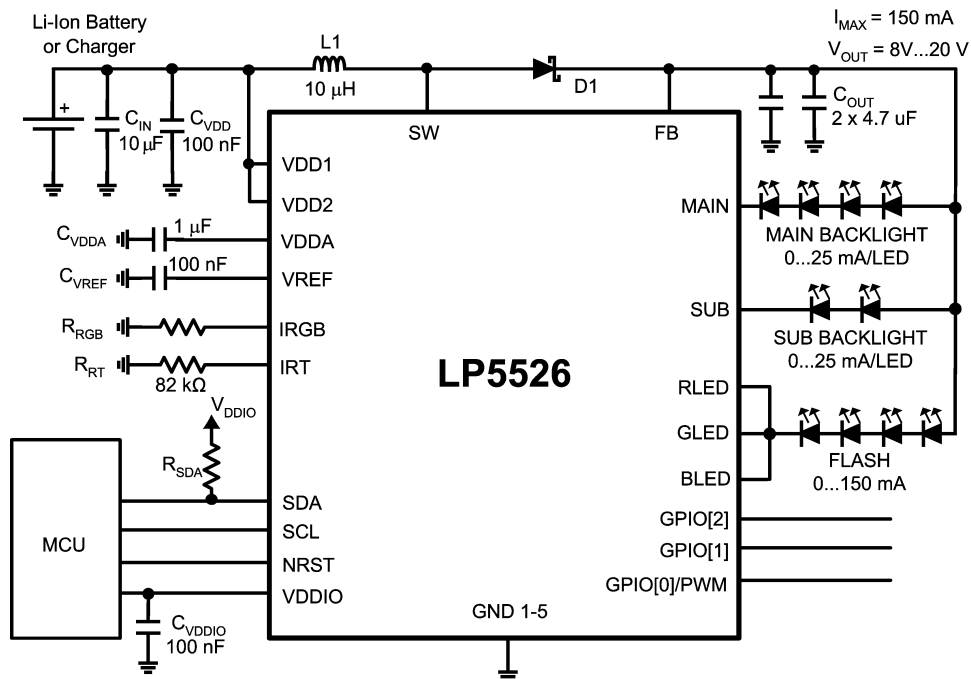 Li-Ion Battery
or Charger
I_MAX = 150 mA
V_OUT = 8V...20 V
L1
10 µH
D1
C_IN
10 µF
C_VDD
100 nF
C_OUT
2 x 4.7 uF
SW
FB
VDD1
VDD2
C_VDDA
1 µF
VDDA
C_VREF
100 nF
VREF
R_RGB
IRGB
R_RT
82 kΩ
IRT
LP5526
MAIN
MAIN BACKLIGHT
0...25 mA/LED
SUB
SUB BACKLIGHT
0...25 mA/LED
RLED
GLED
BLED
FLASH
0...150 mA
V_DDIO
R_SDA
MCU
SDA
SCL
NRST
VDDIO
C_VDDIO
100 nF
GPIO[2]
GPIO[1]
GPIO[0]/PWM
GND 1-5
+